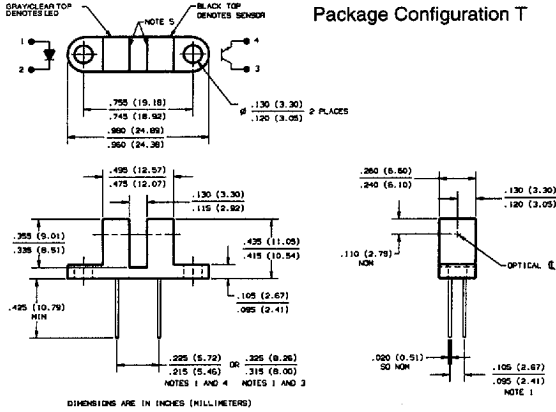 GRAY/CLEAR TOP
DENOTES LED
NOTE 5
BLACK TOP
DENOTES SENSOR
Package Configuration T
1
2
4
3
.755 (19.18)
.745 (18.92)
.980 (24.89)
.960 (24.38)
ø .130 (3.30)
.120 (3.05) 2 PLACES
.495 (12.57)
.475 (12.07)
.130 (3.30)
.115 (2.92)
.355 (9.01)
.335 (8.51)
.435 (11.05)
.415 (10.54)
.425 (10.79)
MIN
.105 (2.67)
.095 (2.41)
.225 (5.72) OR .325 (8.26)
.215 (5.46) .315 (8.00)
NOTES 1 AND 4 NOTES 1 AND 3
.260 (6.60)
.240 (6.10)
.130 (3.30)
.120 (3.05)
.110 (2.79)
NOM
OPTICAL ℄
.020 (0.51)
SQ NOM
.105 (2.67)
.095 (2.41)
NOTE 1
DIMENSIONS ARE IN INCHES (MILLIMETERS)